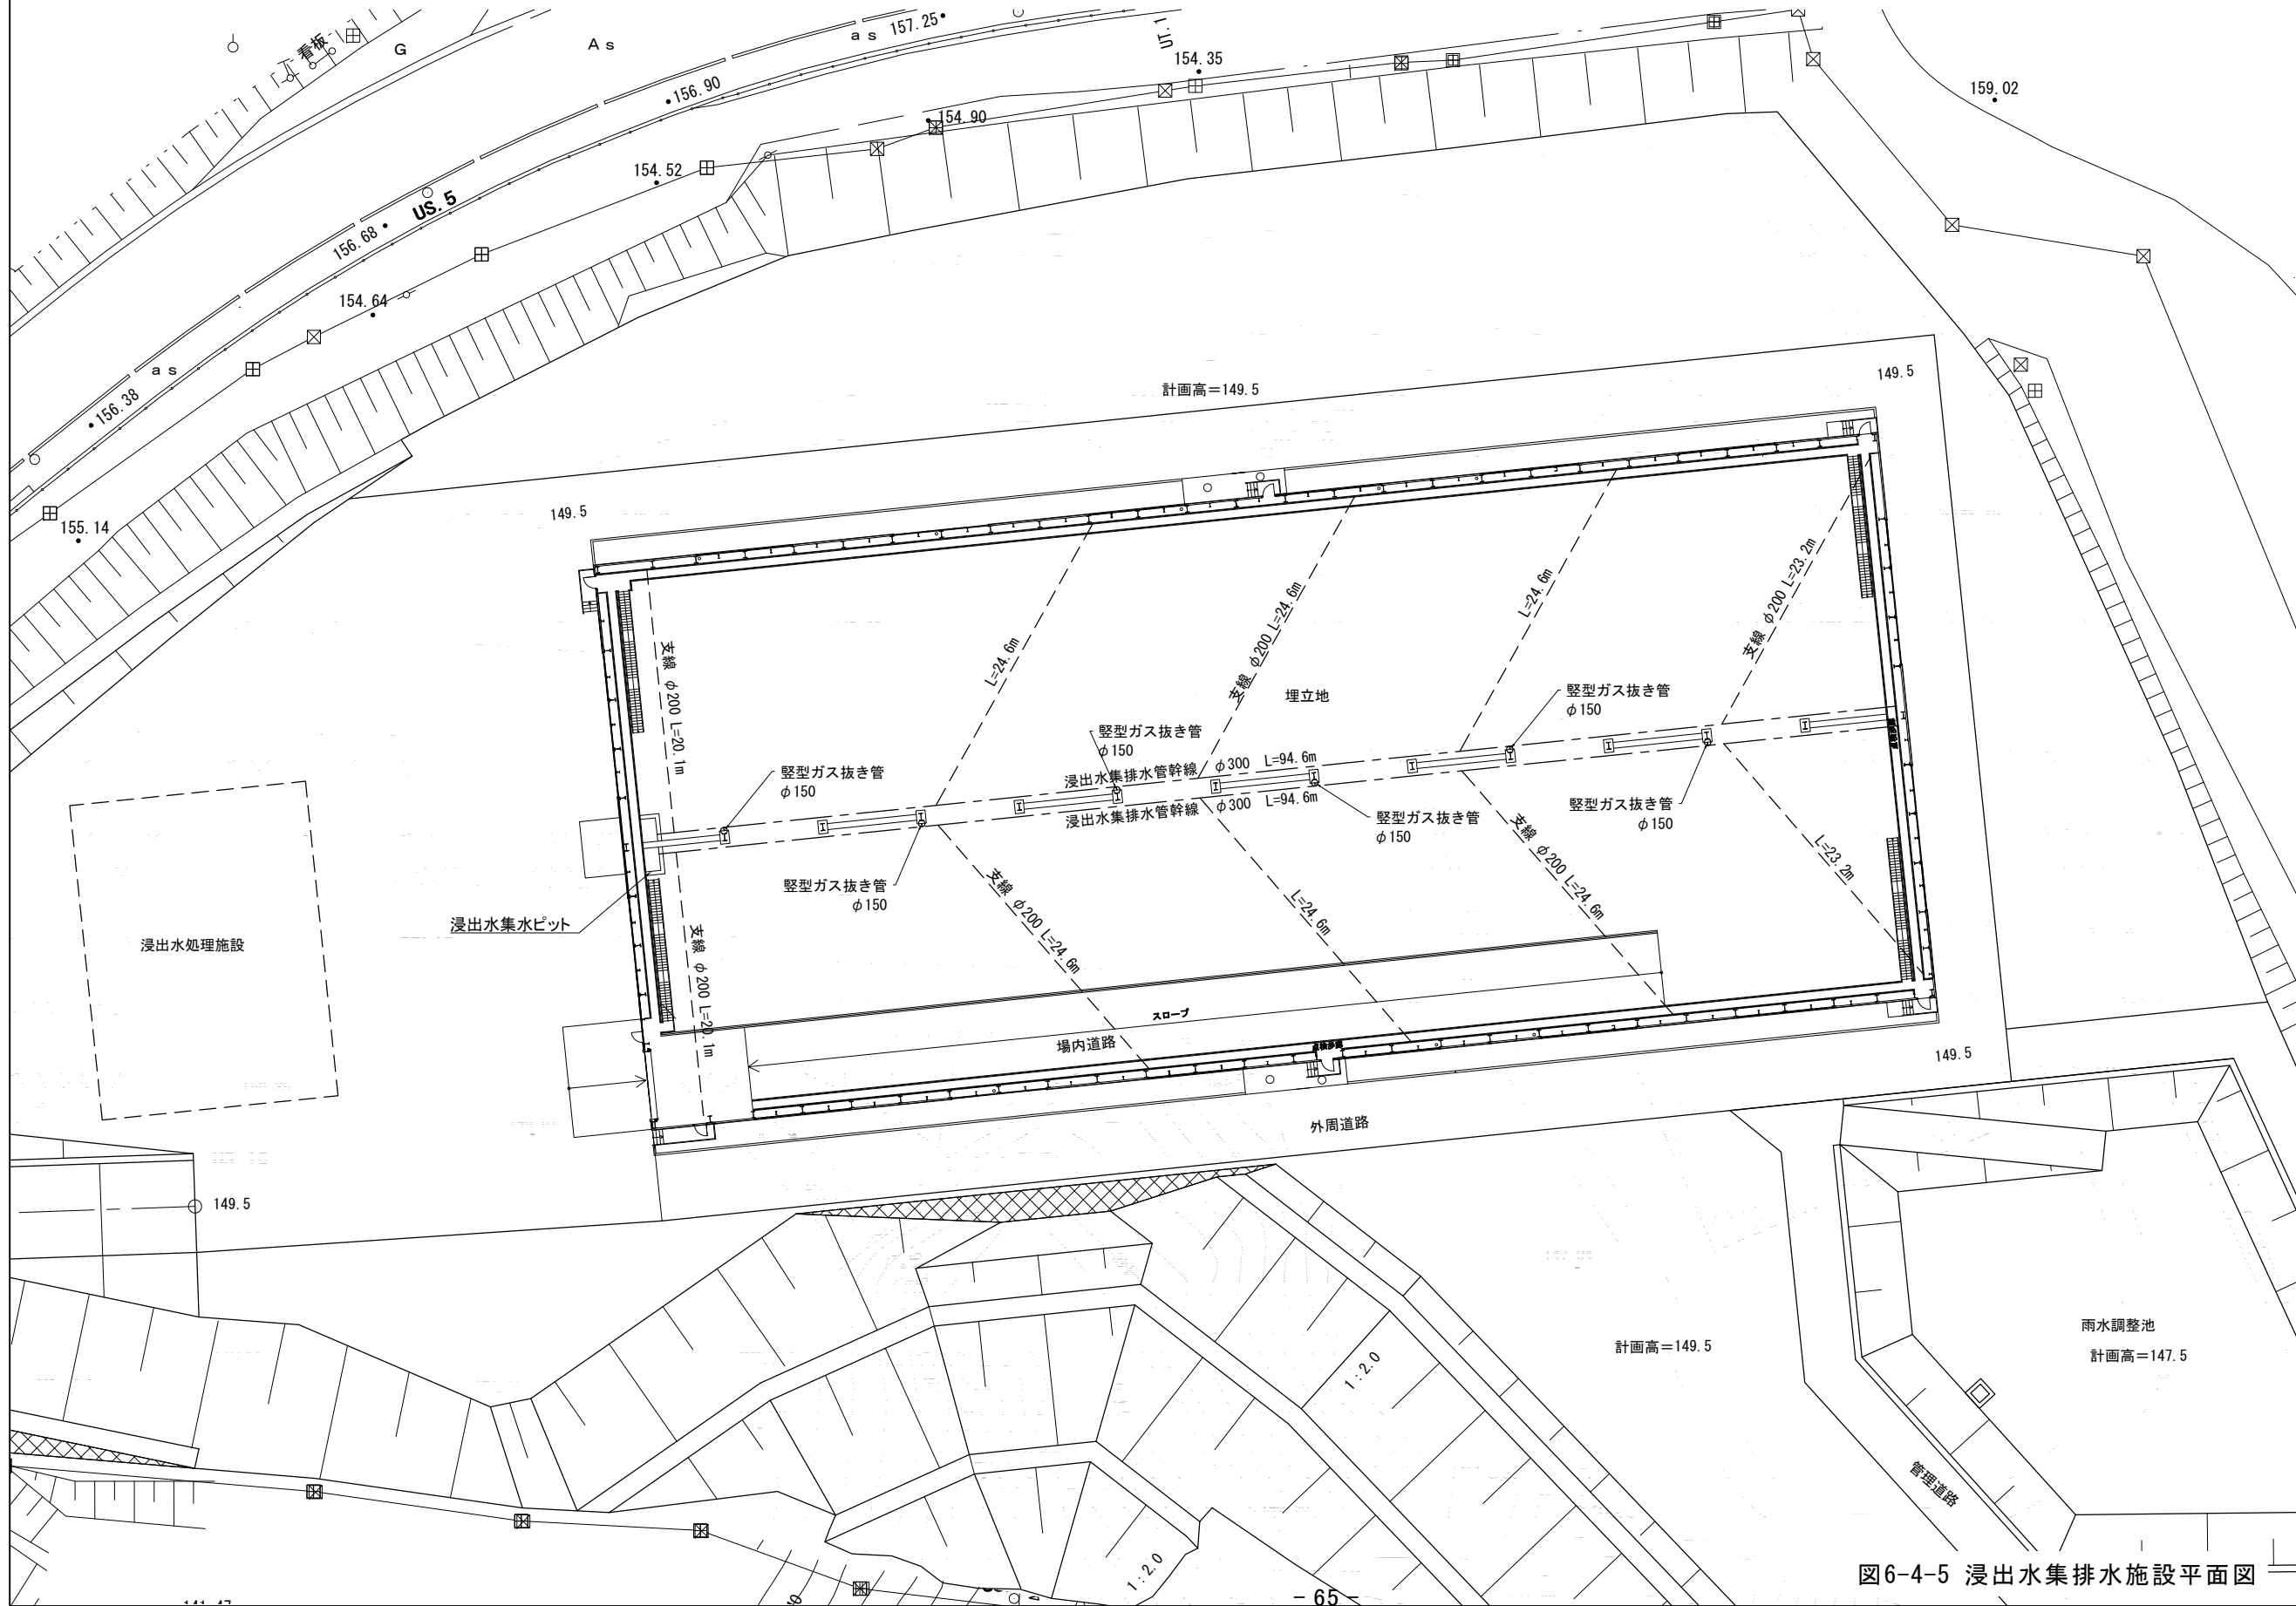 看板
G
As
as
157.25
UT.1
154.35
159.02
156.90
154.90
154.52
US.5
156.68
154.64
as
156.38
155.14
計画高=149.5
149.5
149.5
L=24.6m
支線 φ200 L=24.6m
L=24.6m
支線 φ200 L=23.2m
支線 φ200 L=20.1m
埋立地
竪型ガス抜き管
φ150
竪型ガス抜き管
φ150
竪型ガス抜き管
φ150
浸出水集排水管幹線 φ300 L=94.6m
浸出水集排水管幹線 φ300 L=94.6m
竪型ガス抜き管
φ150
竪型ガス抜き管
φ150
竪型ガス抜き管
φ150
支線 φ200 L=24.6m
L=24.6m
支線 φ200 L=24.6m
L=23.2m
浸出水集水ピット
浸出水処理施設
支線 φ200 L=20.1m
スロープ
場内道路
149.5
外周道路
149.5
計画高=149.5
雨水調整池
計画高=147.5
1:2.0
1:2.0
管理道路
図6-4-5 浸出水集排水施設平面図
- 65 -